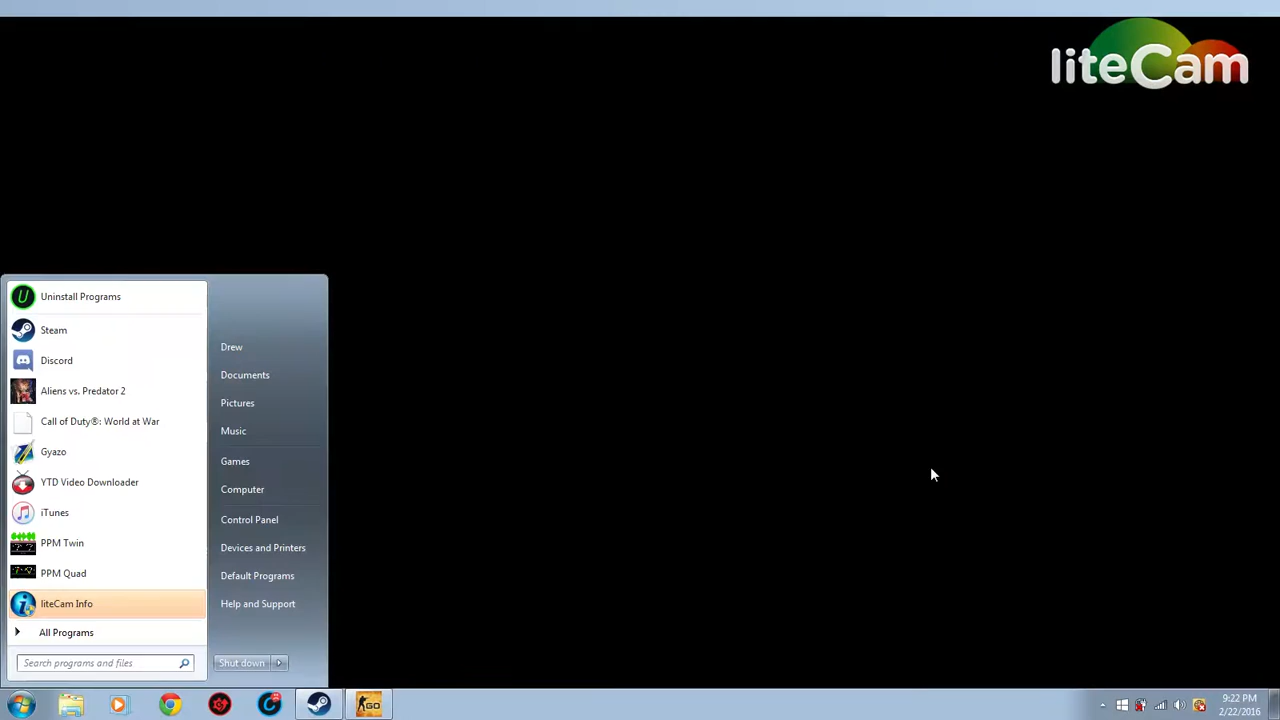 liteCam
Uninstall Programs
Steam
Discord
Aliens vs. Predator 2
Call of Duty®: World at War
Gyazo
YTD Video Downloader
iTunes
PPM Twin
PPM Quad
liteCam Info
All Programs
Search programs and files
Drew
Documents
Pictures
Music
Games
Computer
Control Panel
Devices and Printers
Default Programs
Help and Support
Shut down
GO
9:22 PM
2/22/2016